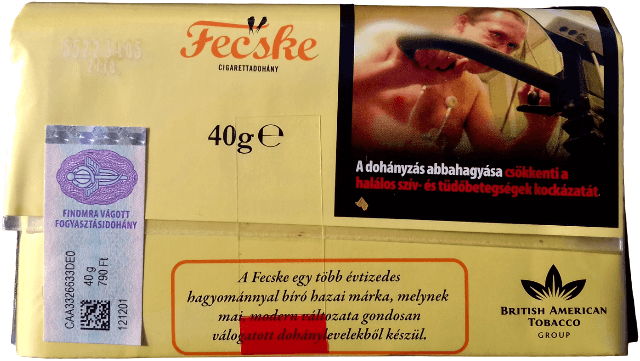 Fecske
CIGARETTADOHÁNY
40g℮
A dohányzás abbahagyása csökkenti a
halálos szív- és tüdőbetegségek kockázatát.
FINOMRA VÁGOTT
FOGYASZTÁSIDOHÁNY
CAA3326633DE0
40 g
790 Ft
121201
A Fecske egy több évtizedes
hagyománnyal bíró hazai márka, melynek
mai, modern változata gondosan
válogatott dohánylevelekből készül.
BRITISH AMERICAN
TOBACCO
GROUP